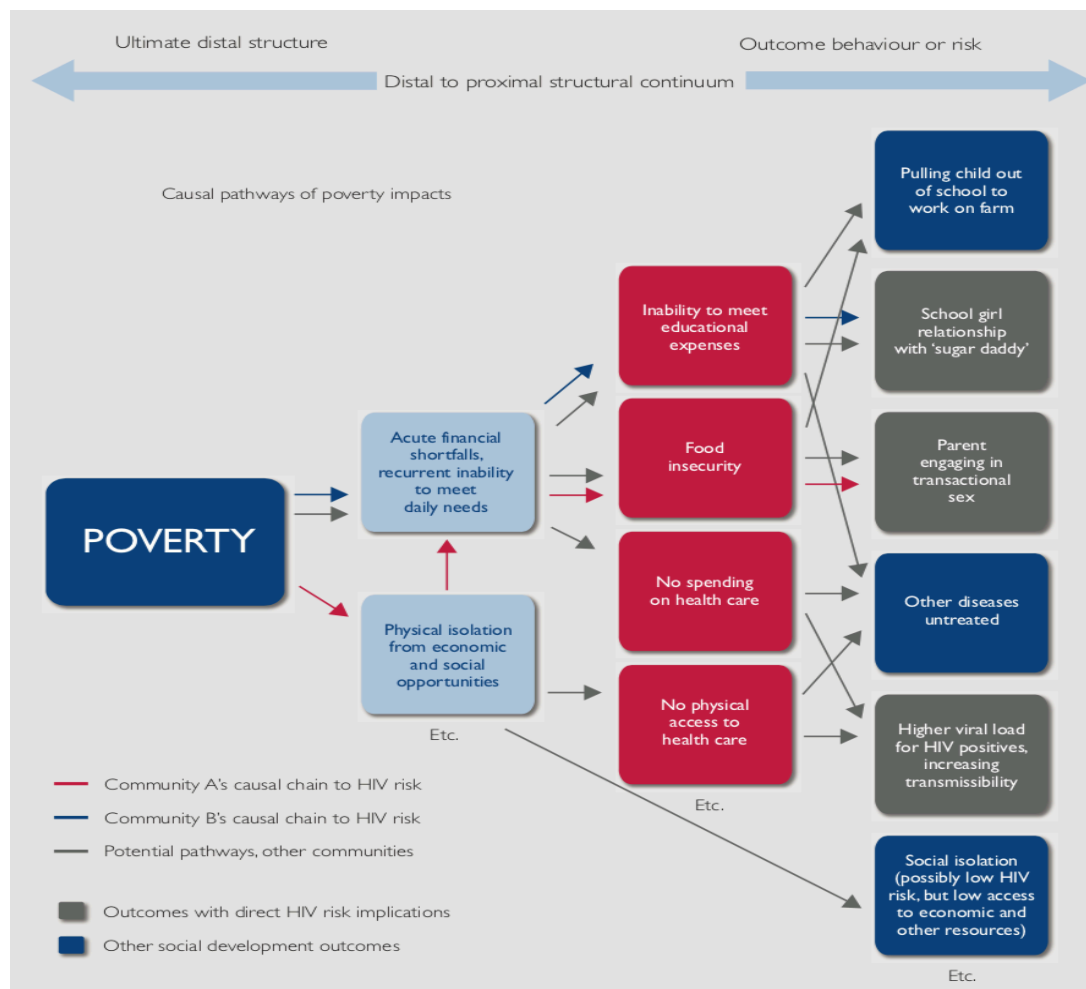 Ultimate distal structure
Outcome behaviour or risk
Distal to proximal structural continuum
Causal pathways of poverty impacts
POVERTY
Acute financial
shortfalls,
recurrent inability
to meet
daily needs
Physical isolation
from economic
and social
opportunities
Etc.
Inability to meet
educational
expenses
Food
insecurity
No spending
on health care
No physical
access to
health care
Etc.
Pulling child out
of school to
work on farm
School girl
relationship
with ‘sugar daddy’
Parent
engaging in
transactional
sex
Other diseases
untreated
Higher viral load
for HIV positives,
increasing
transmissibility
Social isolation
(possibly low HIV
risk, but low access
to economic and
other resources)
Etc.
Community A’s causal chain to HIV risk
Community B’s causal chain to HIV risk
Potential pathways, other communities
Outcomes with direct HIV risk implications
Other social development outcomes